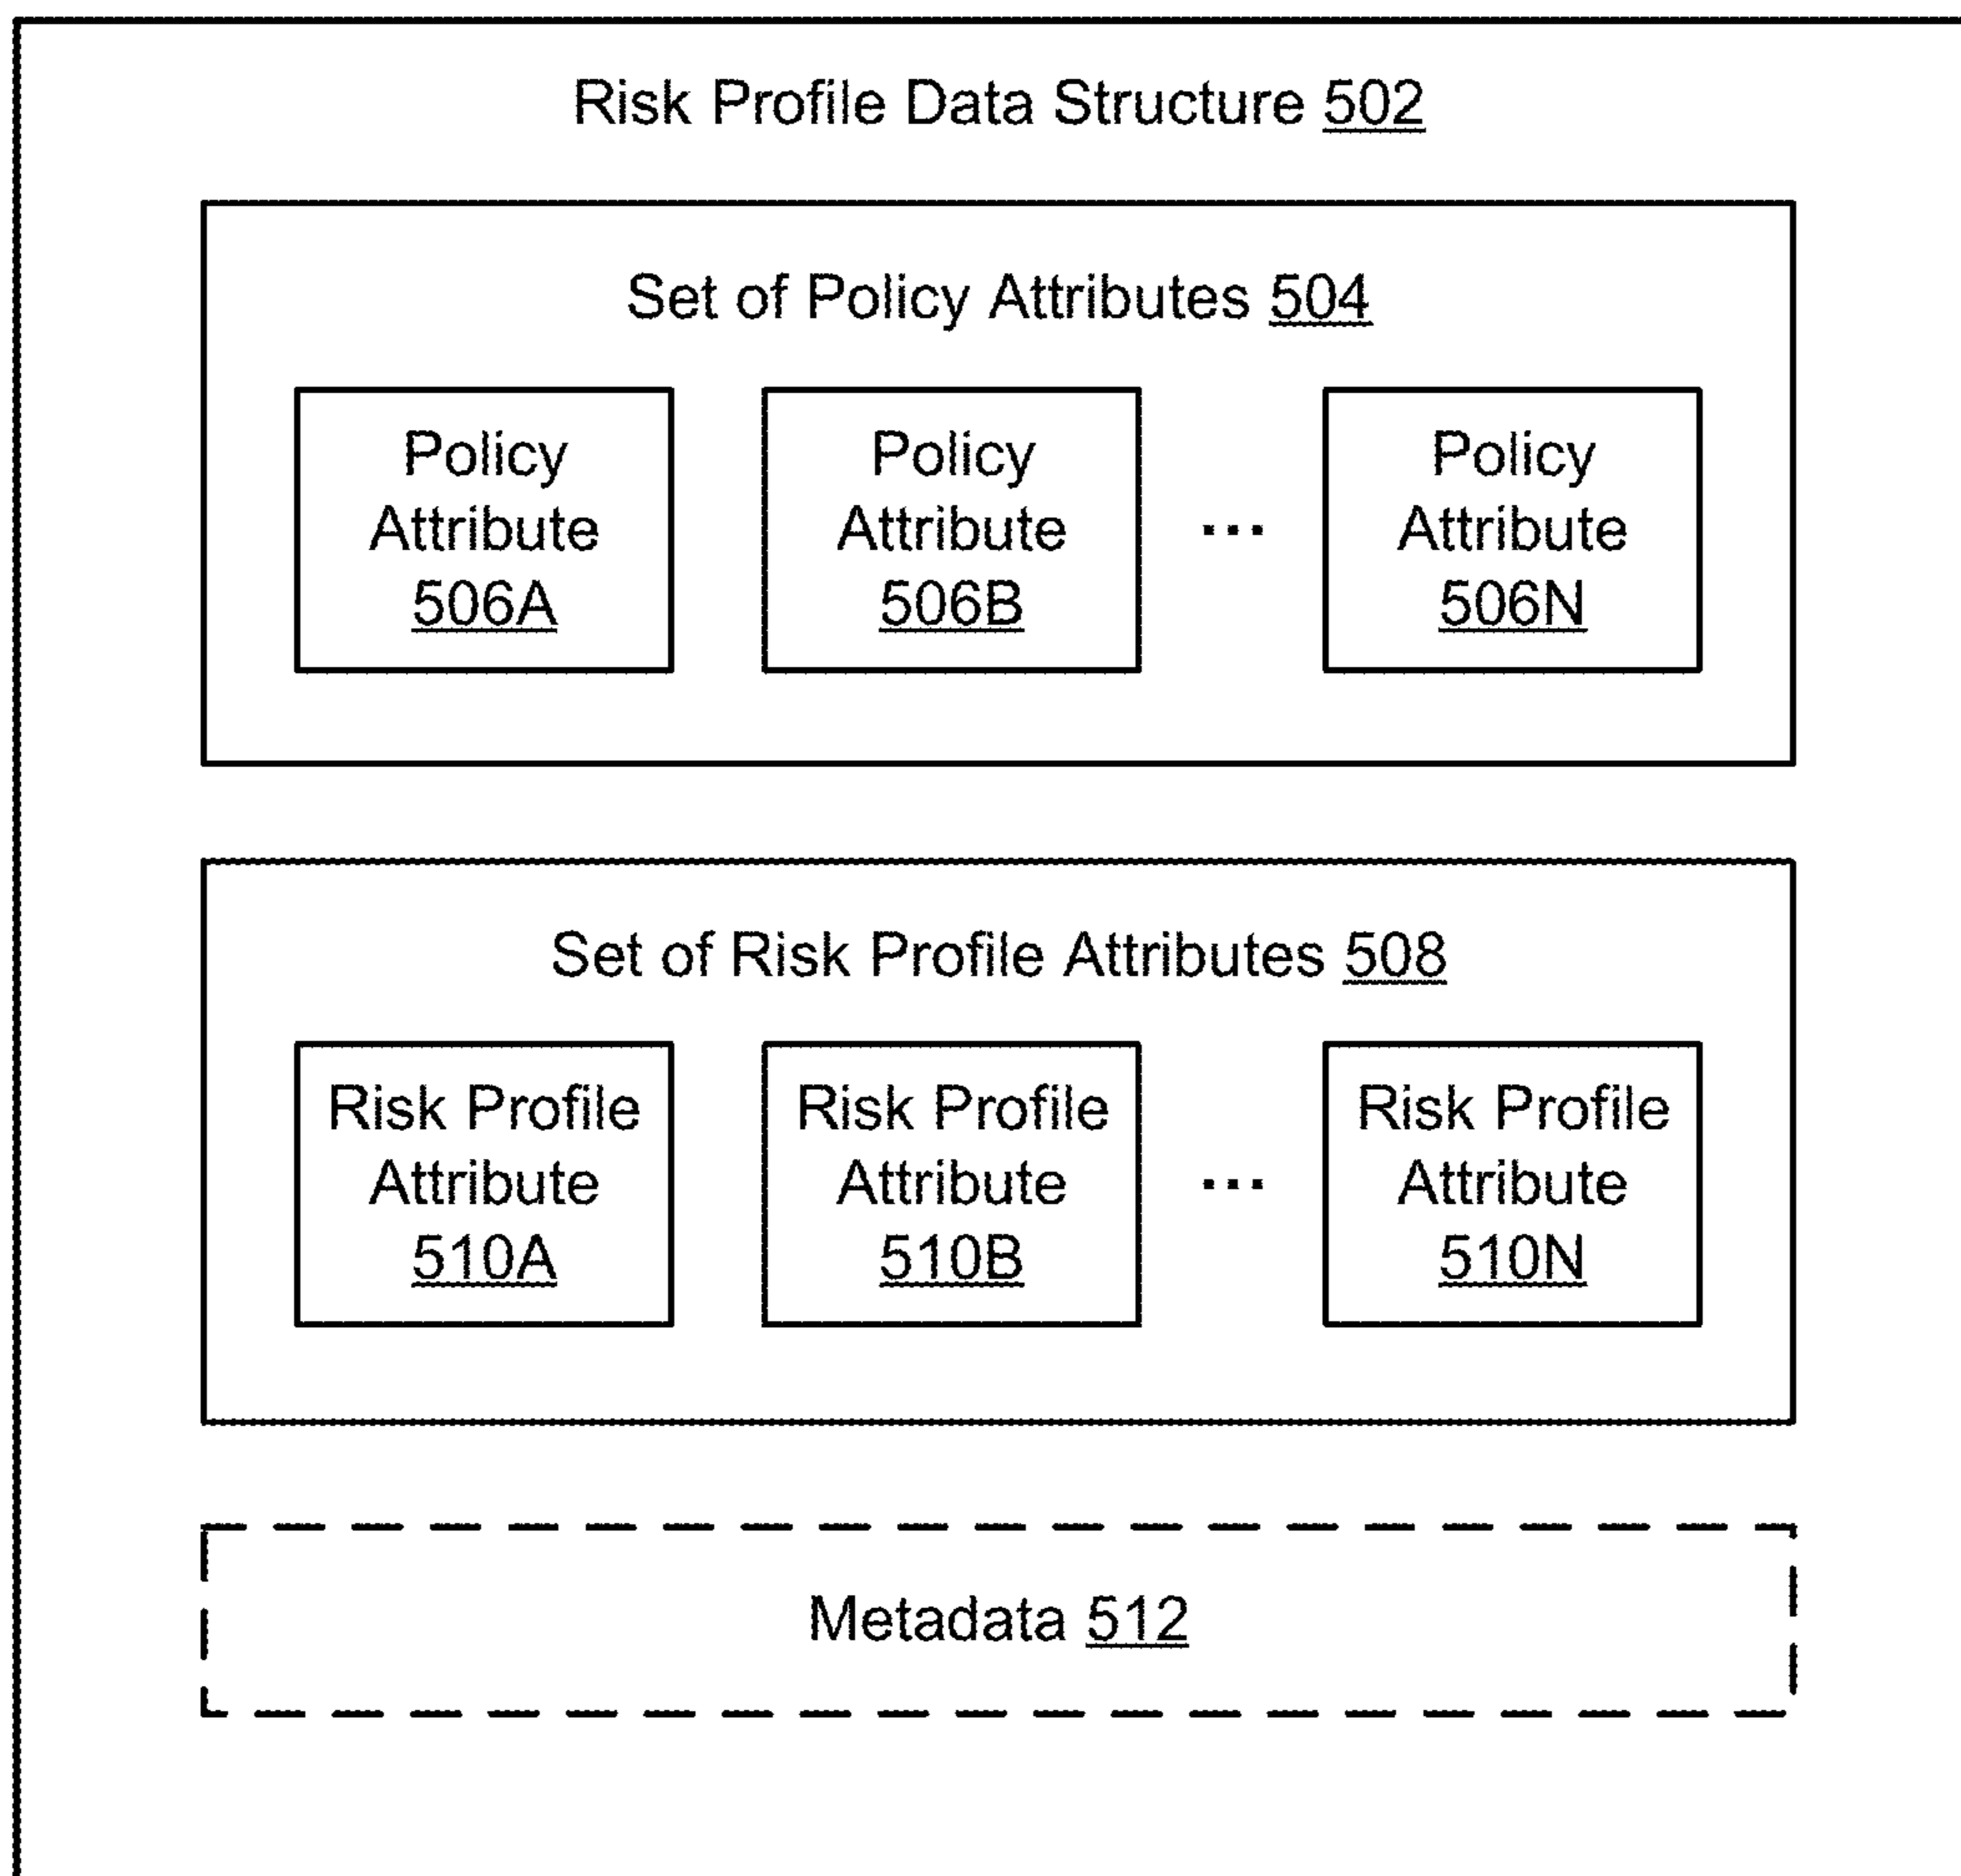 Risk Profile Data Structure 502
Set of Policy Attributes 504
Policy
Attribute
506A
Policy
Attribute
506B
...
Policy
Attribute
506N
Set of Risk Profile Attributes 508
Risk Profile
Attribute
510A
Risk Profile
Attribute
510B
...
Risk Profile
Attribute
510N
Metadata 512